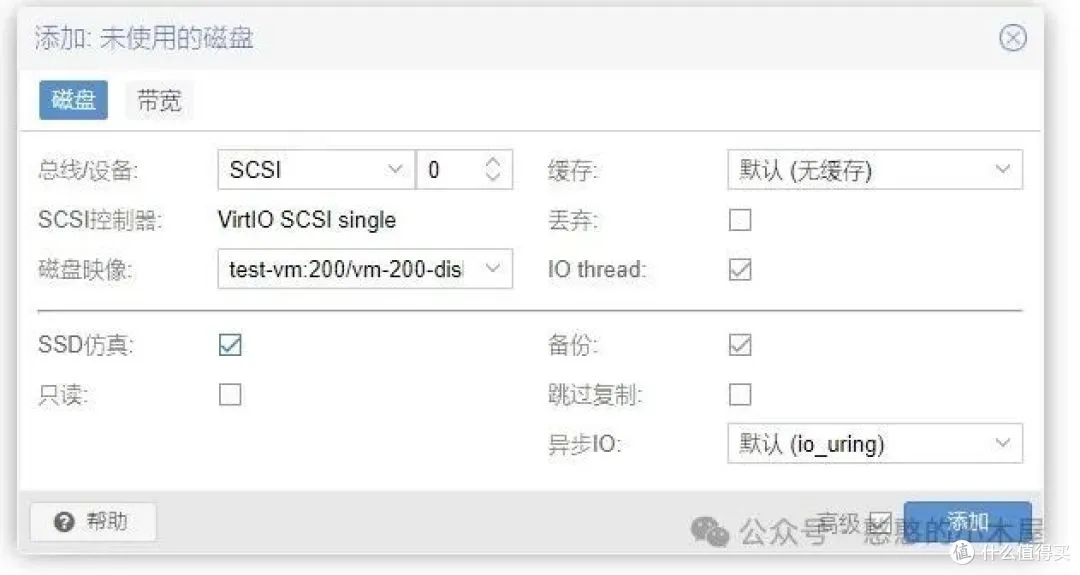 添加: 未使用的磁盘
磁盘 带宽
总线/设备: SCSI 0 缓存: 默认 (无缓存)
SCSI控制器: VirtIO SCSI single 丢弃:
磁盘映像: test-vm:200/vm-200-dis IO thread:
SSD仿真: 备份:
只读: 跳过复制:
异步IO: 默认 (io_uring)
帮助 高级 添加
公众号 憨憨的小木屋
值 什么值得买